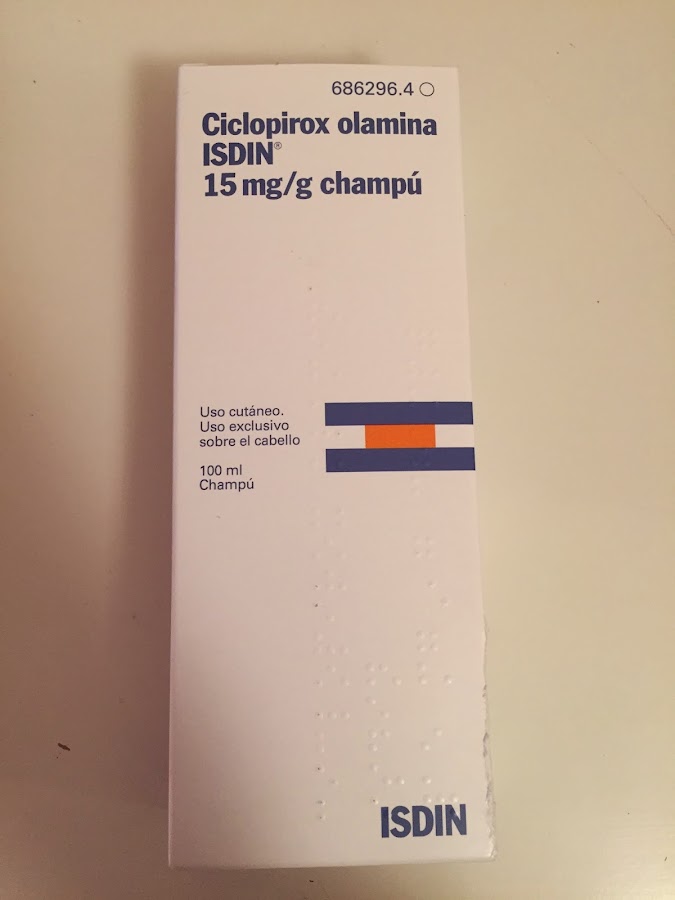 686296.4 O
Ciclopirox olamina
ISDIN®
15 mg/g champú
Uso cutáneo.
Uso exclusivo
sobre el cabello
100 ml
Champú
ISDIN